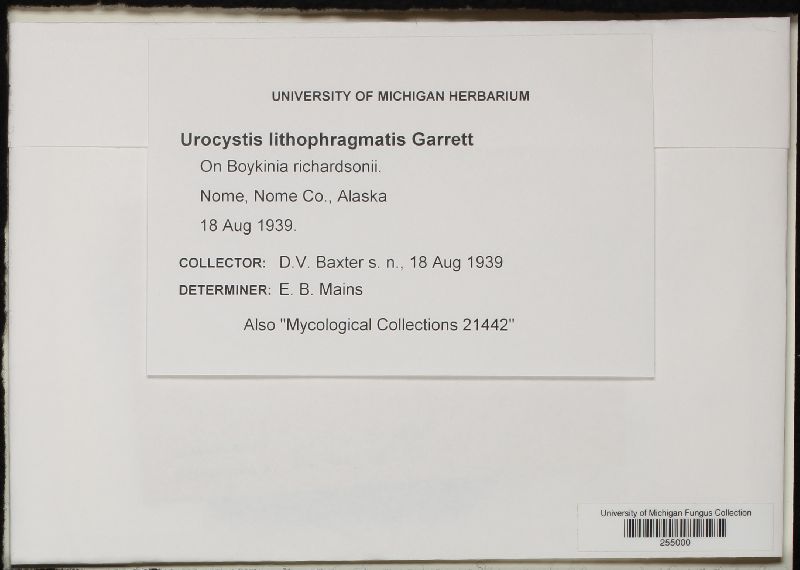 UNIVERSITY OF MICHIGAN HERBARIUM
Urocystis lithophragmatis Garrett
On Boykinia richardsonii.
Nome, Nome Co., Alaska
18 Aug 1939.
COLLECTOR: D.V. Baxter s. n., 18 Aug 1939
DETERMINER: E. B. Mains
Also "Mycological Collections 21442"
University of Michigan Fungus Collection
255000